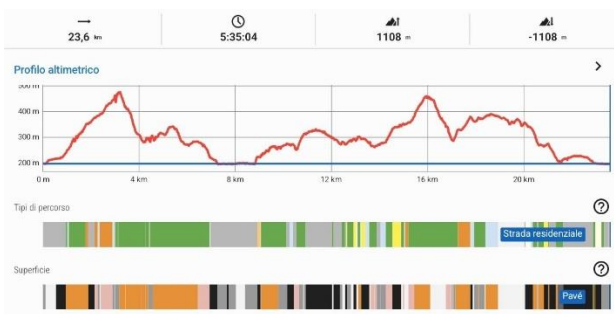 23,6 km
5:35:04
1108 m
-1108 m
Profilo altimetrico
500 m
400 m
300 m
200 m
0 m 4 km 8 km 12 km 16 km 20 km
Tipi di percorso
Strada residenziale
Superficie
Pavé